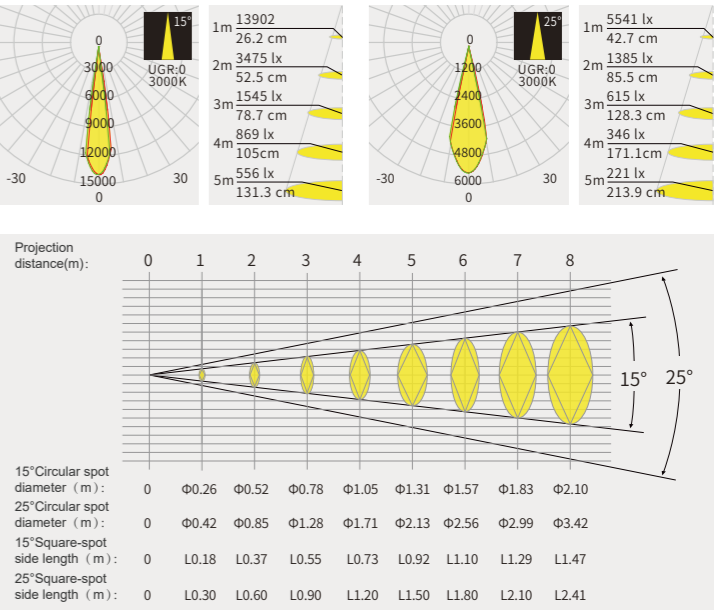 15°
0
UGR:0
3000K
3000
6000
9000
12000
15000
-30
30
0
1m 13902
26.2 cm
2m 3475 lx
52.5 cm
3m 1545 lx
78.7 cm
4m 869 lx
105cm
5m 556 lx
131.3 cm
25°
0
UGR:0
3000K
1200
2400
3600
4800
6000
-30
30
0
1m 5541 lx
42.7 cm
2m 1385 lx
85.5 cm
3m 615 lx
128.3 cm
4m 346 lx
171.1cm
5m 221 lx
213.9 cm
Projection
distance(m): 0 1 2 3 4 5 6 7 8
15° 25°
15°Circular spot
diameter（m）: 0 Φ0.26 Φ0.52 Φ0.78 Φ1.05 Φ1.31 Φ1.57 Φ1.83 Φ2.10
25°Circular spot
diameter（m）: 0 Φ0.42 Φ0.85 Φ1.28 Φ1.71 Φ2.13 Φ2.56 Φ2.99 Φ3.42
15°Square-spot
side length（m）: 0 L0.18 L0.37 L0.55 L0.73 L0.92 L1.10 L1.29 L1.47
25°Square-spot
side length（m）: 0 L0.30 L0.60 L0.90 L1.20 L1.50 L1.80 L2.10 L2.41